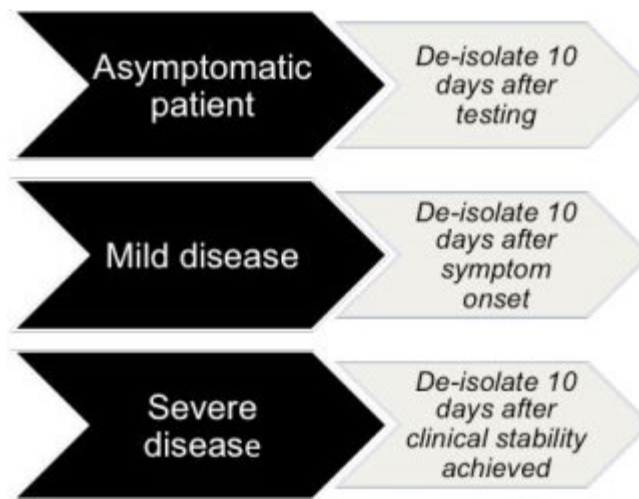 Asymptomatic
patient
De-isolate 10
days after
testing
Mild disease
De-isolate 10
days after
symptom
onset
Severe
disease
De-isolate 10
days after
clinical stability
achieved